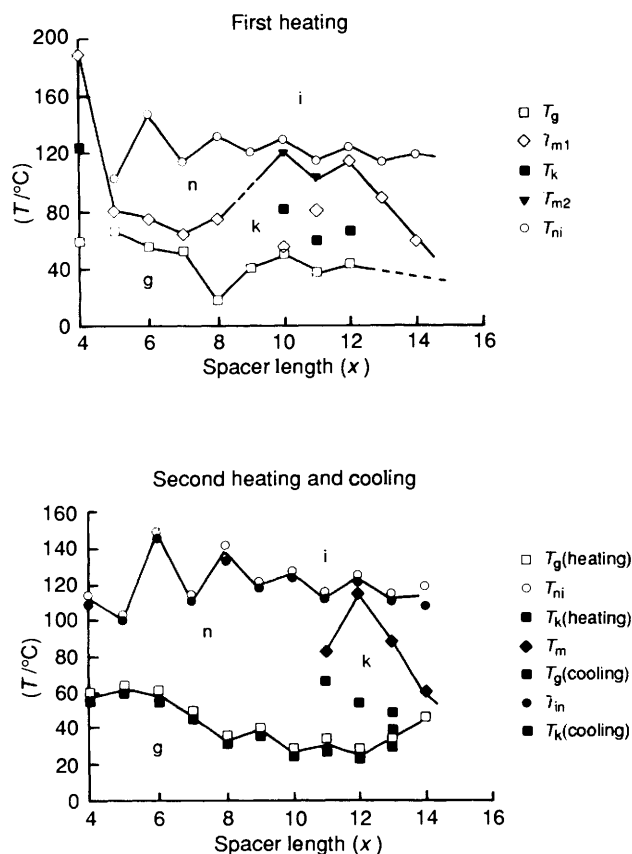 First heating
200
160
120
80
40
0
(T/°C)
i
n
k
g
4 6 8 10 12 14 16
Spacer length (x)
Tg
Tm1
Tk
Tm2
Tni
Second heating and cooling
160
140
120
100
80
60
40
20
0
(T/°C)
i
n
k
g
4 6 8 10 12 14 16
Spacer length (x)
Tg(heating)
Tni
Tk(heating)
Tm
Tg(cooling)
Tin
Tk(cooling)